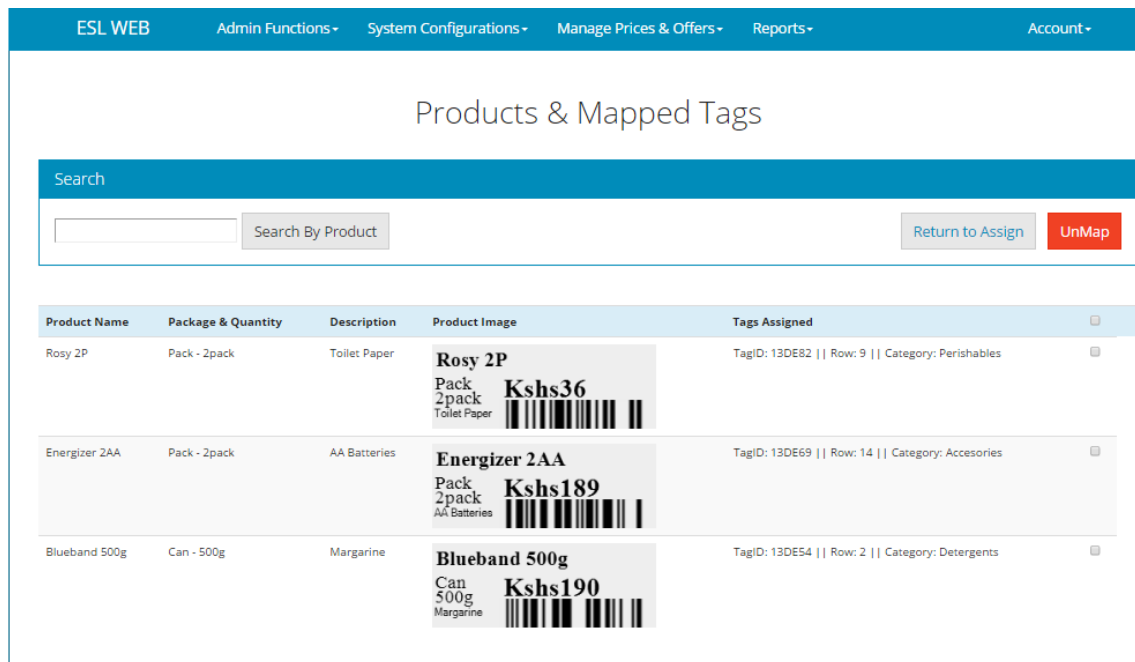 ESL WEB Admin Functions System Configurations Manage Prices & Offers Reports Account
Products & Mapped Tags
Search
Search By Product Return to Assign UnMap
Product Name Package & Quantity Description Product Image Tags Assigned
Rosy 2P Pack - 2pack Toilet Paper TagID: 13DE82 || Row: 9 || Category: Perishables
Rosy 2P
Pack
2pack Kshs36
Toilet Paper
Energizer 2AA Pack - 2pack AA Batteries TagID: 13DE69 || Row: 14 || Category: Accesories
Energizer 2AA
Pack
2pack Kshs189
AA Batteries
Blueband 500g Can - 500g Margarine TagID: 13DE54 || Row: 2 || Category: Detergents
Blueband 500g
Can
500g Kshs190
Margarine